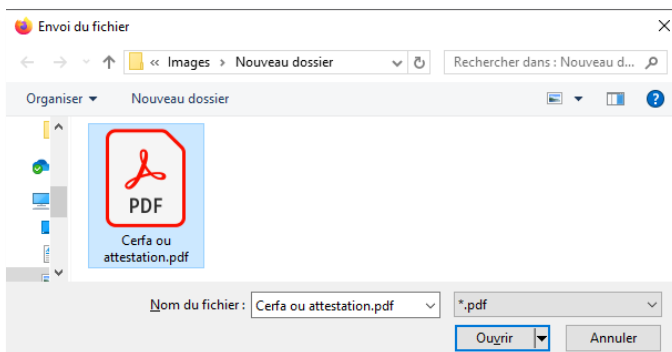 Envoi du fichier
« Images › Nouveau dossier
Rechercher dans : Nouveau d...
Organiser
Nouveau dossier
?
PDF
Cerfa ou
attestation.pdf
Nom du fichier : Cerfa ou attestation.pdf
*.pdf
Ouvrir
Annuler